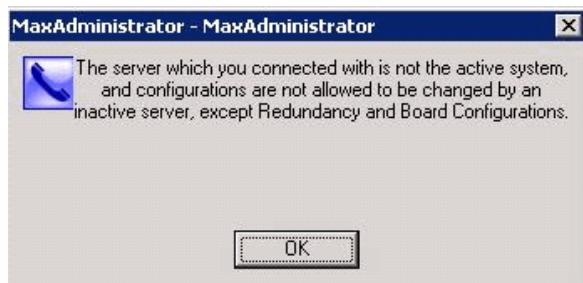 MaxAdministrator - MaxAdministrator
The server which you connected with is not the active system,
and configurations are not allowed to be changed by an
inactive server, except Redundancy and Board Configurations.
OK